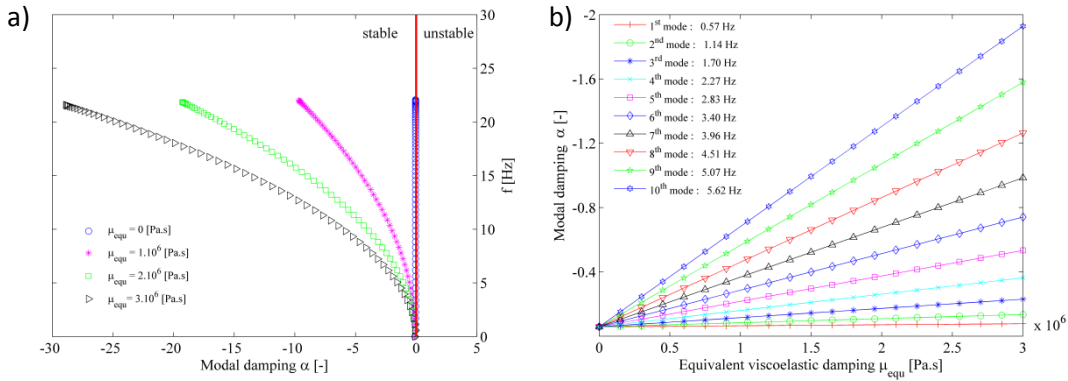 a)
stable
unstable
30
25
20
15
10
5
0
f [Hz]
μequ = 0 [Pa.s]
μequ = 1.10⁶ [Pa.s]
μequ = 2.10⁶ [Pa.s]
μequ = 3.10⁶ [Pa.s]
-30 -25 -20 -15 -10 -5 0 5
Modal damping α [-]
b)
-2
-1.6
-1.2
-0.8
-0.4
Modal damping α [-]
1st mode : 0.57 Hz
2nd mode : 1.14 Hz
3rd mode : 1.70 Hz
4th mode : 2.27 Hz
5th mode : 2.83 Hz
6th mode : 3.40 Hz
7th mode : 3.96 Hz
8th mode : 4.51 Hz
9th mode : 5.07 Hz
10th mode : 5.62 Hz
x 10⁶
0 0.5 1 1.5 2 2.5 3
Equivalent viscoelastic damping μequ [Pa.s]